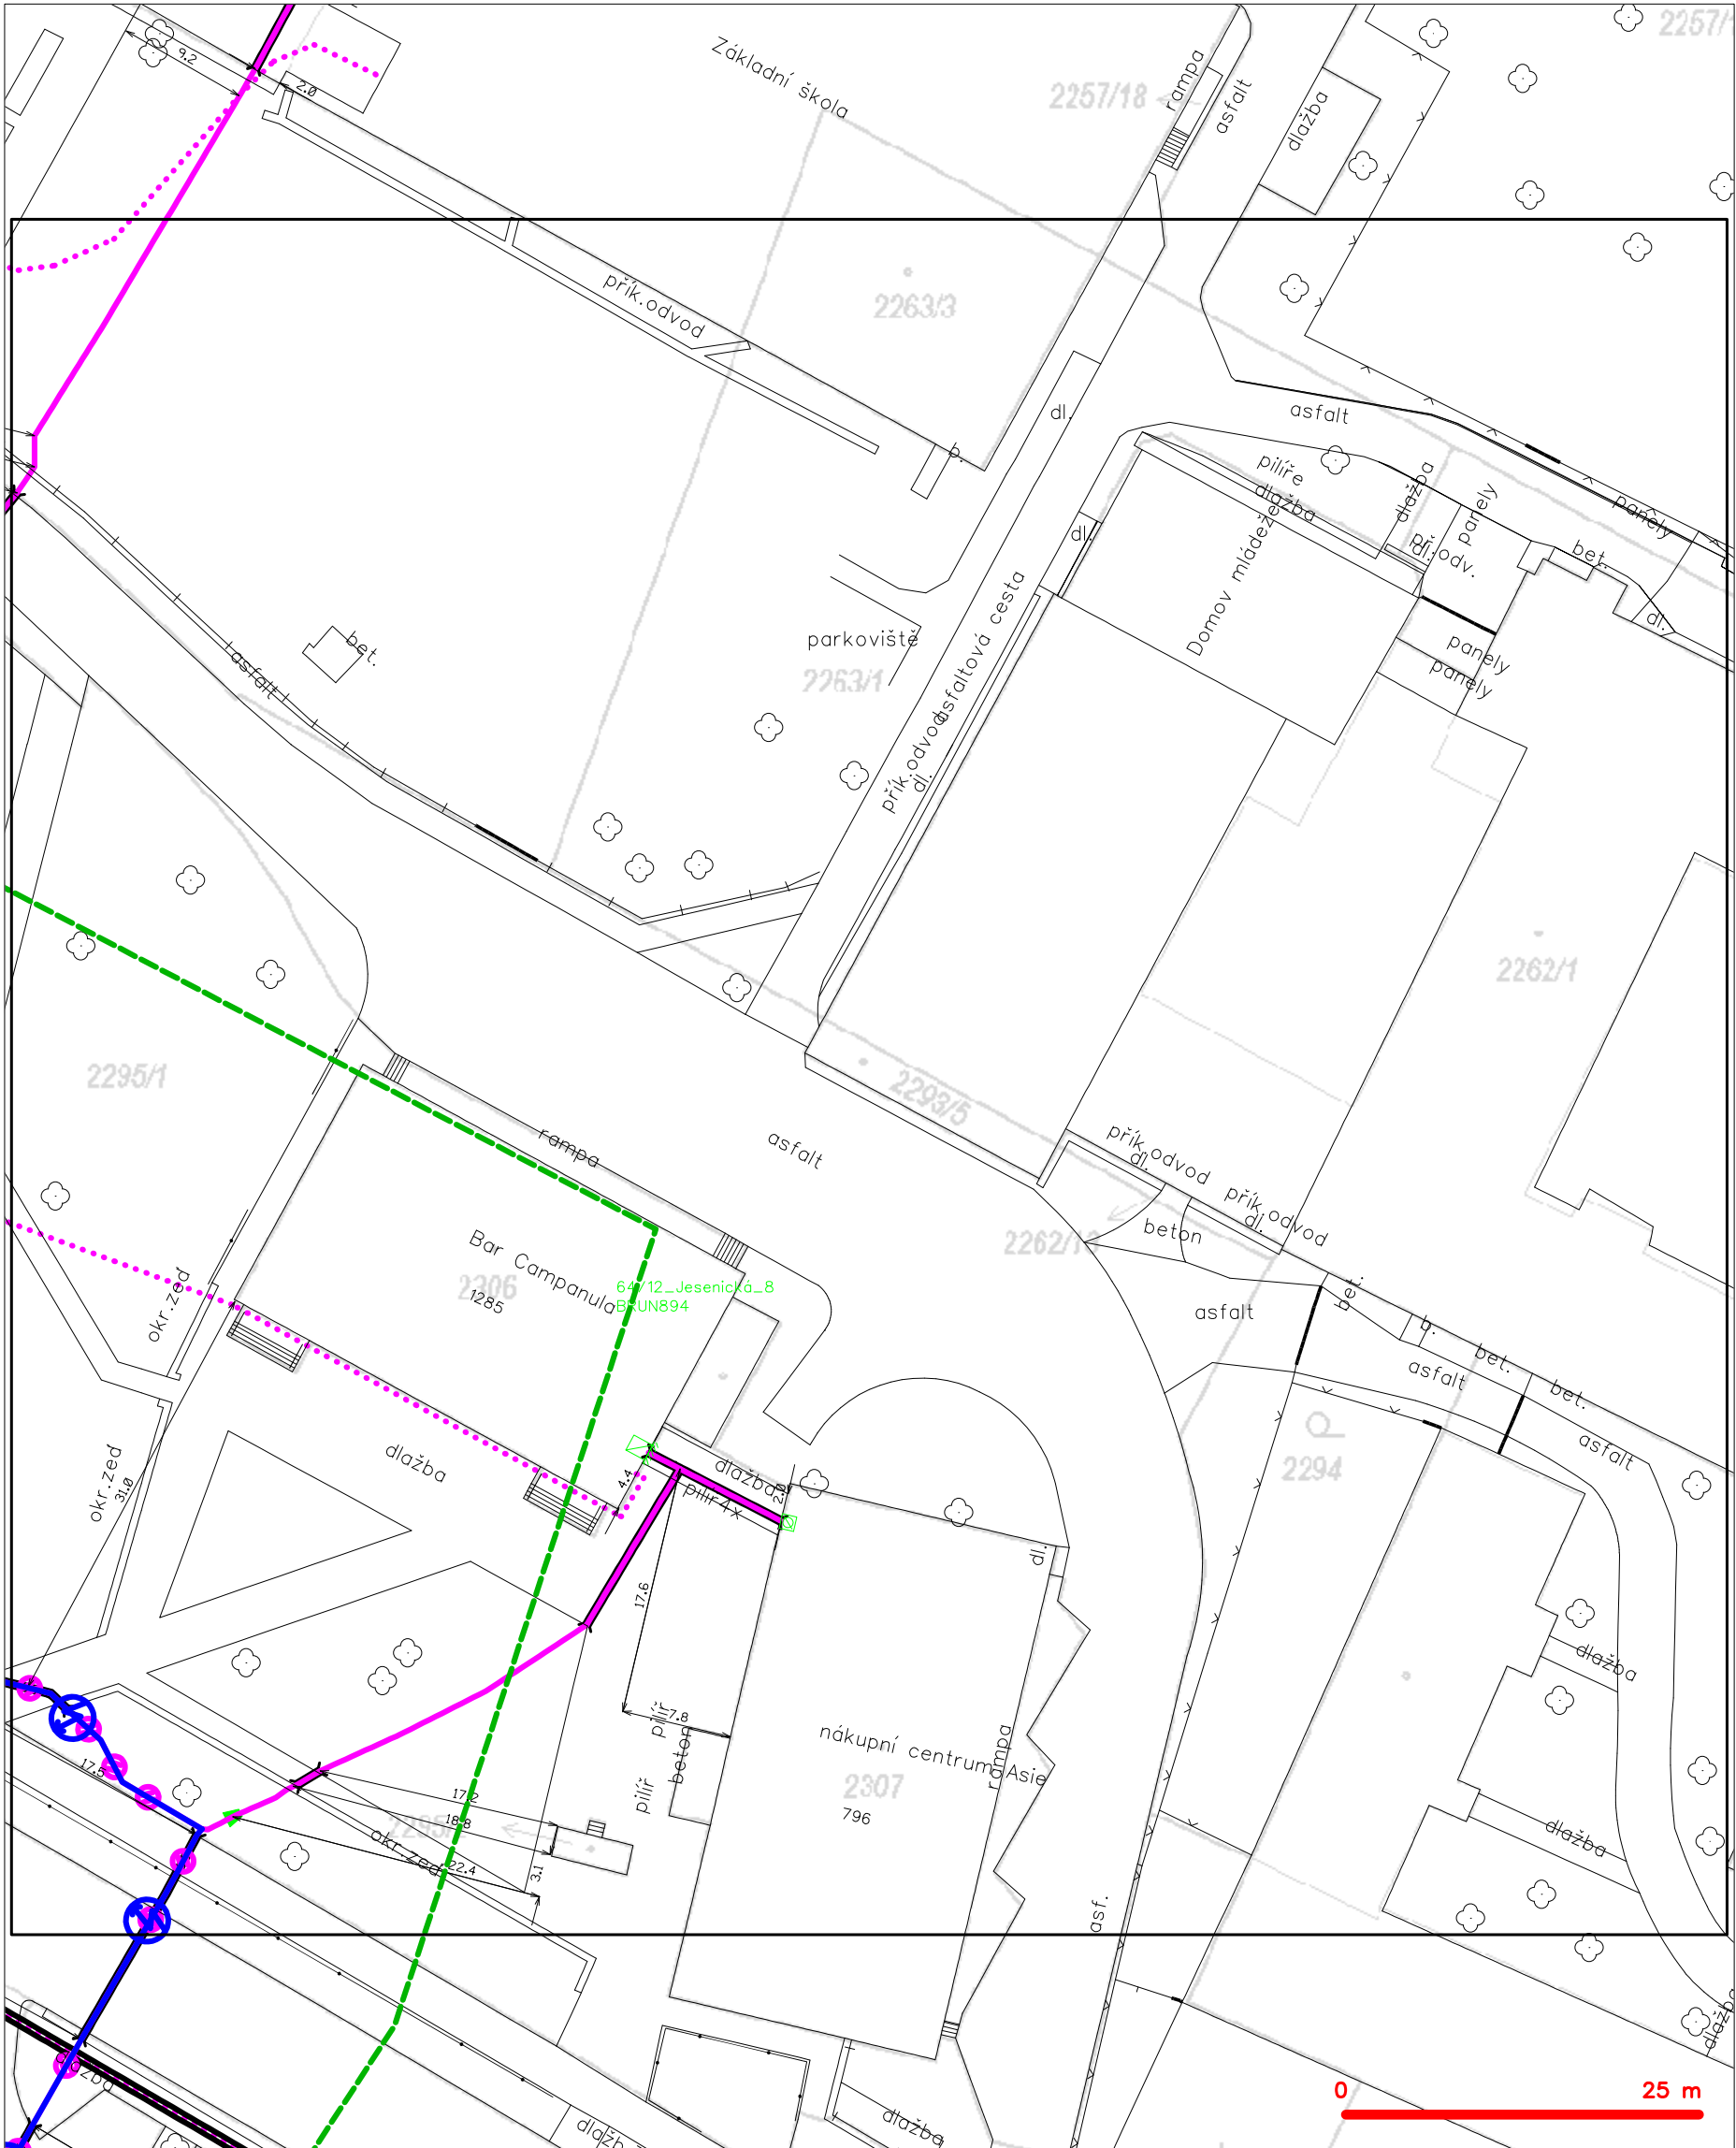 2257/1
9.2
2.0
Základní škola
2257/18
rampa
asfalt
dlažba
přík.odvod
2263/3
dl.
asfalt
b.
pilíře
dlažba
dlažba
panely
panely
dl.
př.odv.
dl.
bet.
Domov mládeže
bet.
asfalt
parkoviště
2263/1
asfaltová cesta
přík.odvod
dl.
dl.
panely
panely
2262/1
2295/1
2293/5
rampa
asfalt
přík.odvod
dl.
přík.odvod
dl.
beton
Bar Campanula
2306
1285
64/12_Jesenická_8
BRUN894
okr.zeď
asfalt
bet.
b.
bet.
asfalt
bet.
asfalt
2294
dlažba
okr.zeď
31.0
4.4
dlažba
pilíř4x
2.0
17.6
dl.
dlažba
pilíř
7.8
beton
pilíř
nákupní centrum Asie
rampa
2307
796
17.5
17.2
18.8
22.4
3.1
okr.zeď
asf.
dlažba
dlažba
dlažba
dlažba
0
25 m